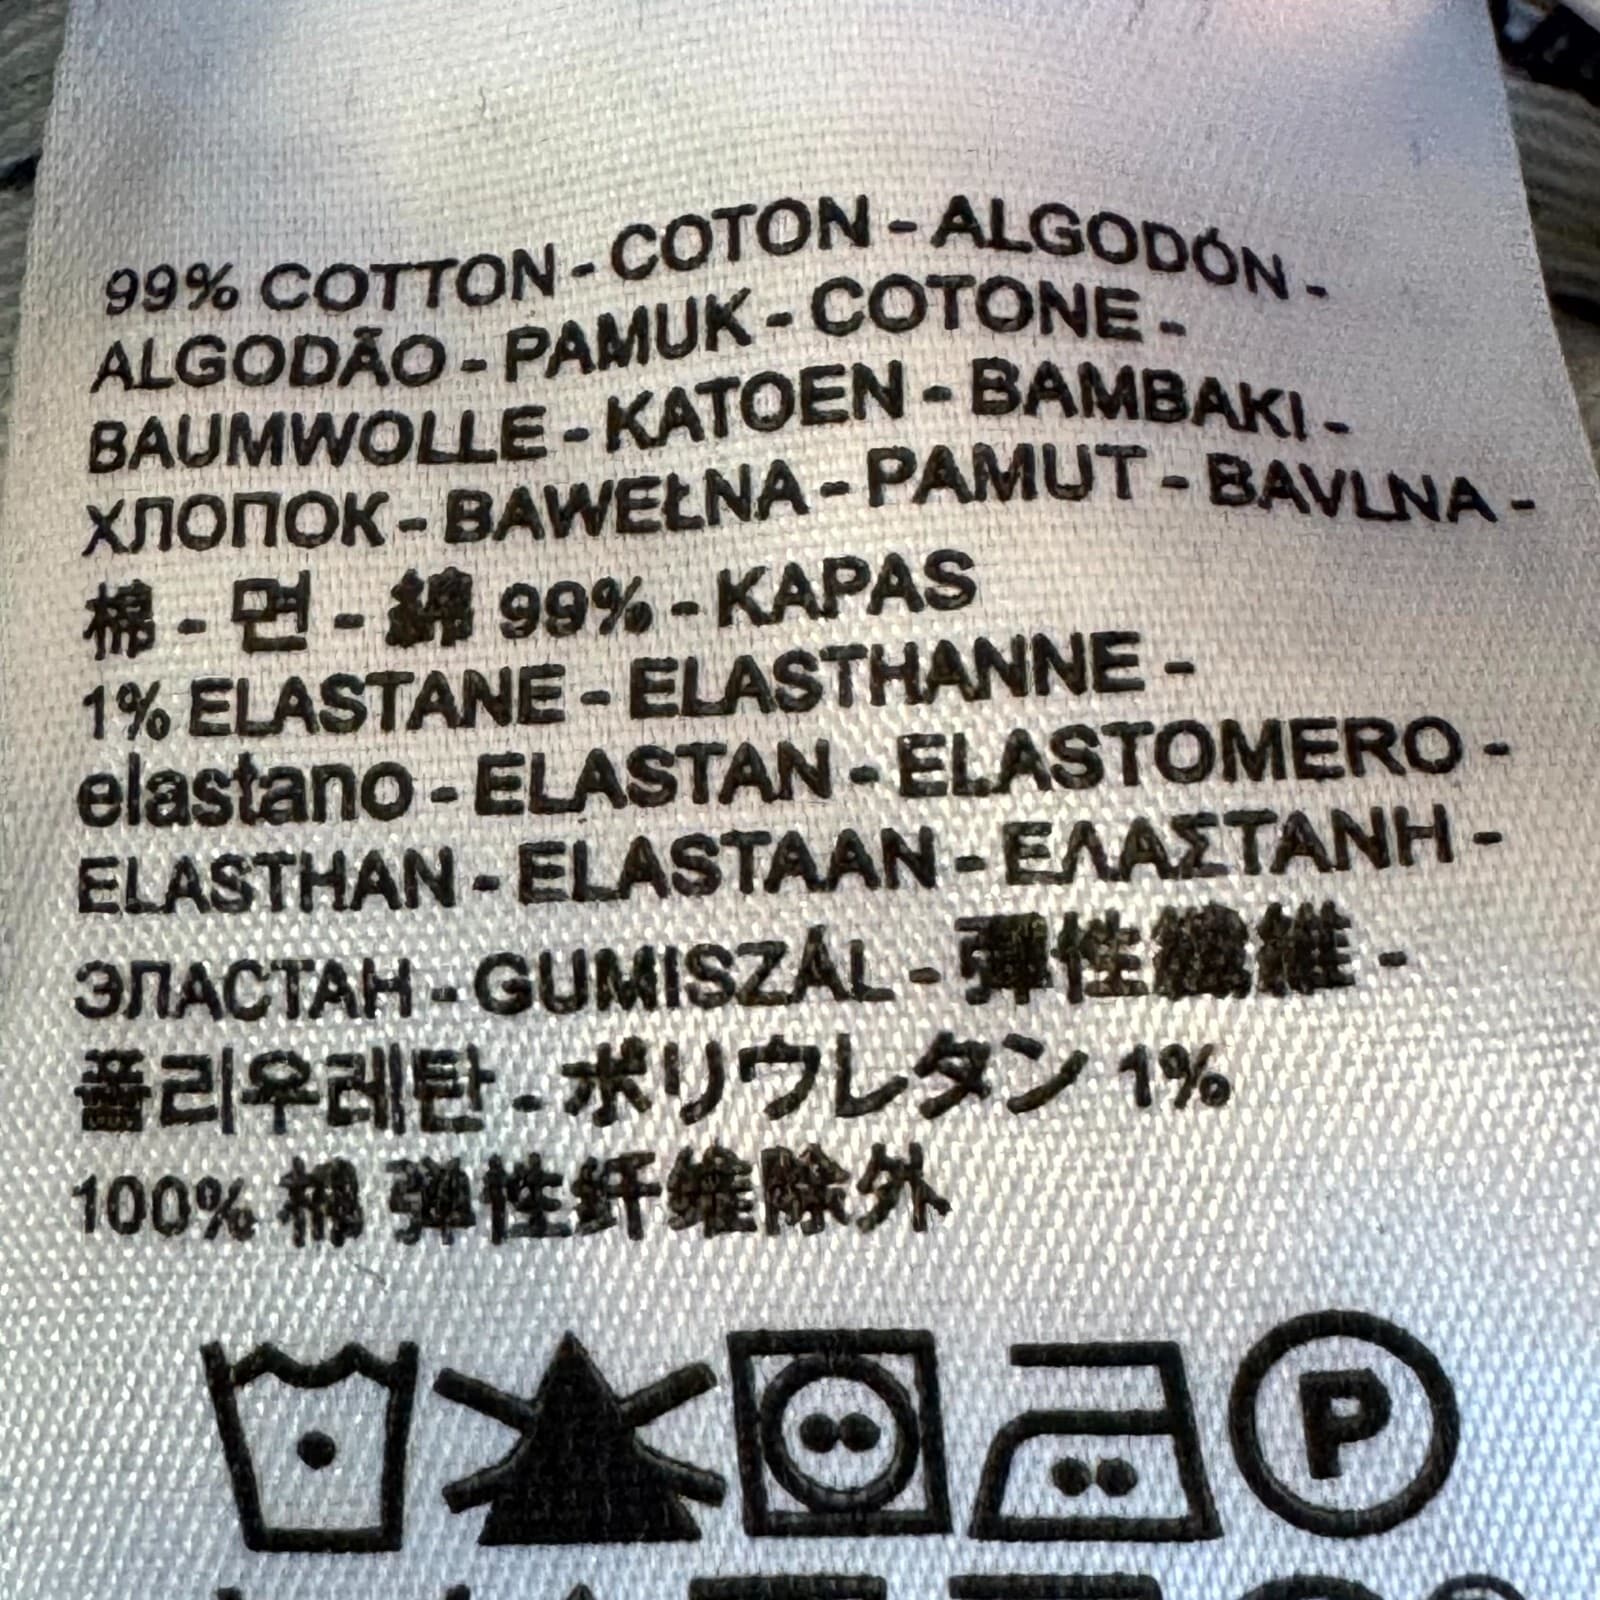 99% COTTON - COTON - ALGODÓN -
ALGODÃO - PAMUK - COTONE -
BAUMWOLLE - KATOEN - BAMBAKI -
ХЛОПОК - BAWEŁNA - PAMUT - BAVLNA -
棉 - 면 - 綿 99% - KAPAS
1% ELASTANE - ELASTHANNE -
elastano - ELASTAN - ELASTOMERO -
ELASTHAN - ELASTAAN - ΕΛΑΣΤΑΝΗ -
ЭЛАСТАН - GUMISZÁL - 彈性纖維 -
폴리우레탄 - ポリウレタン 1%
100% 棉 弹性纤维除外
P